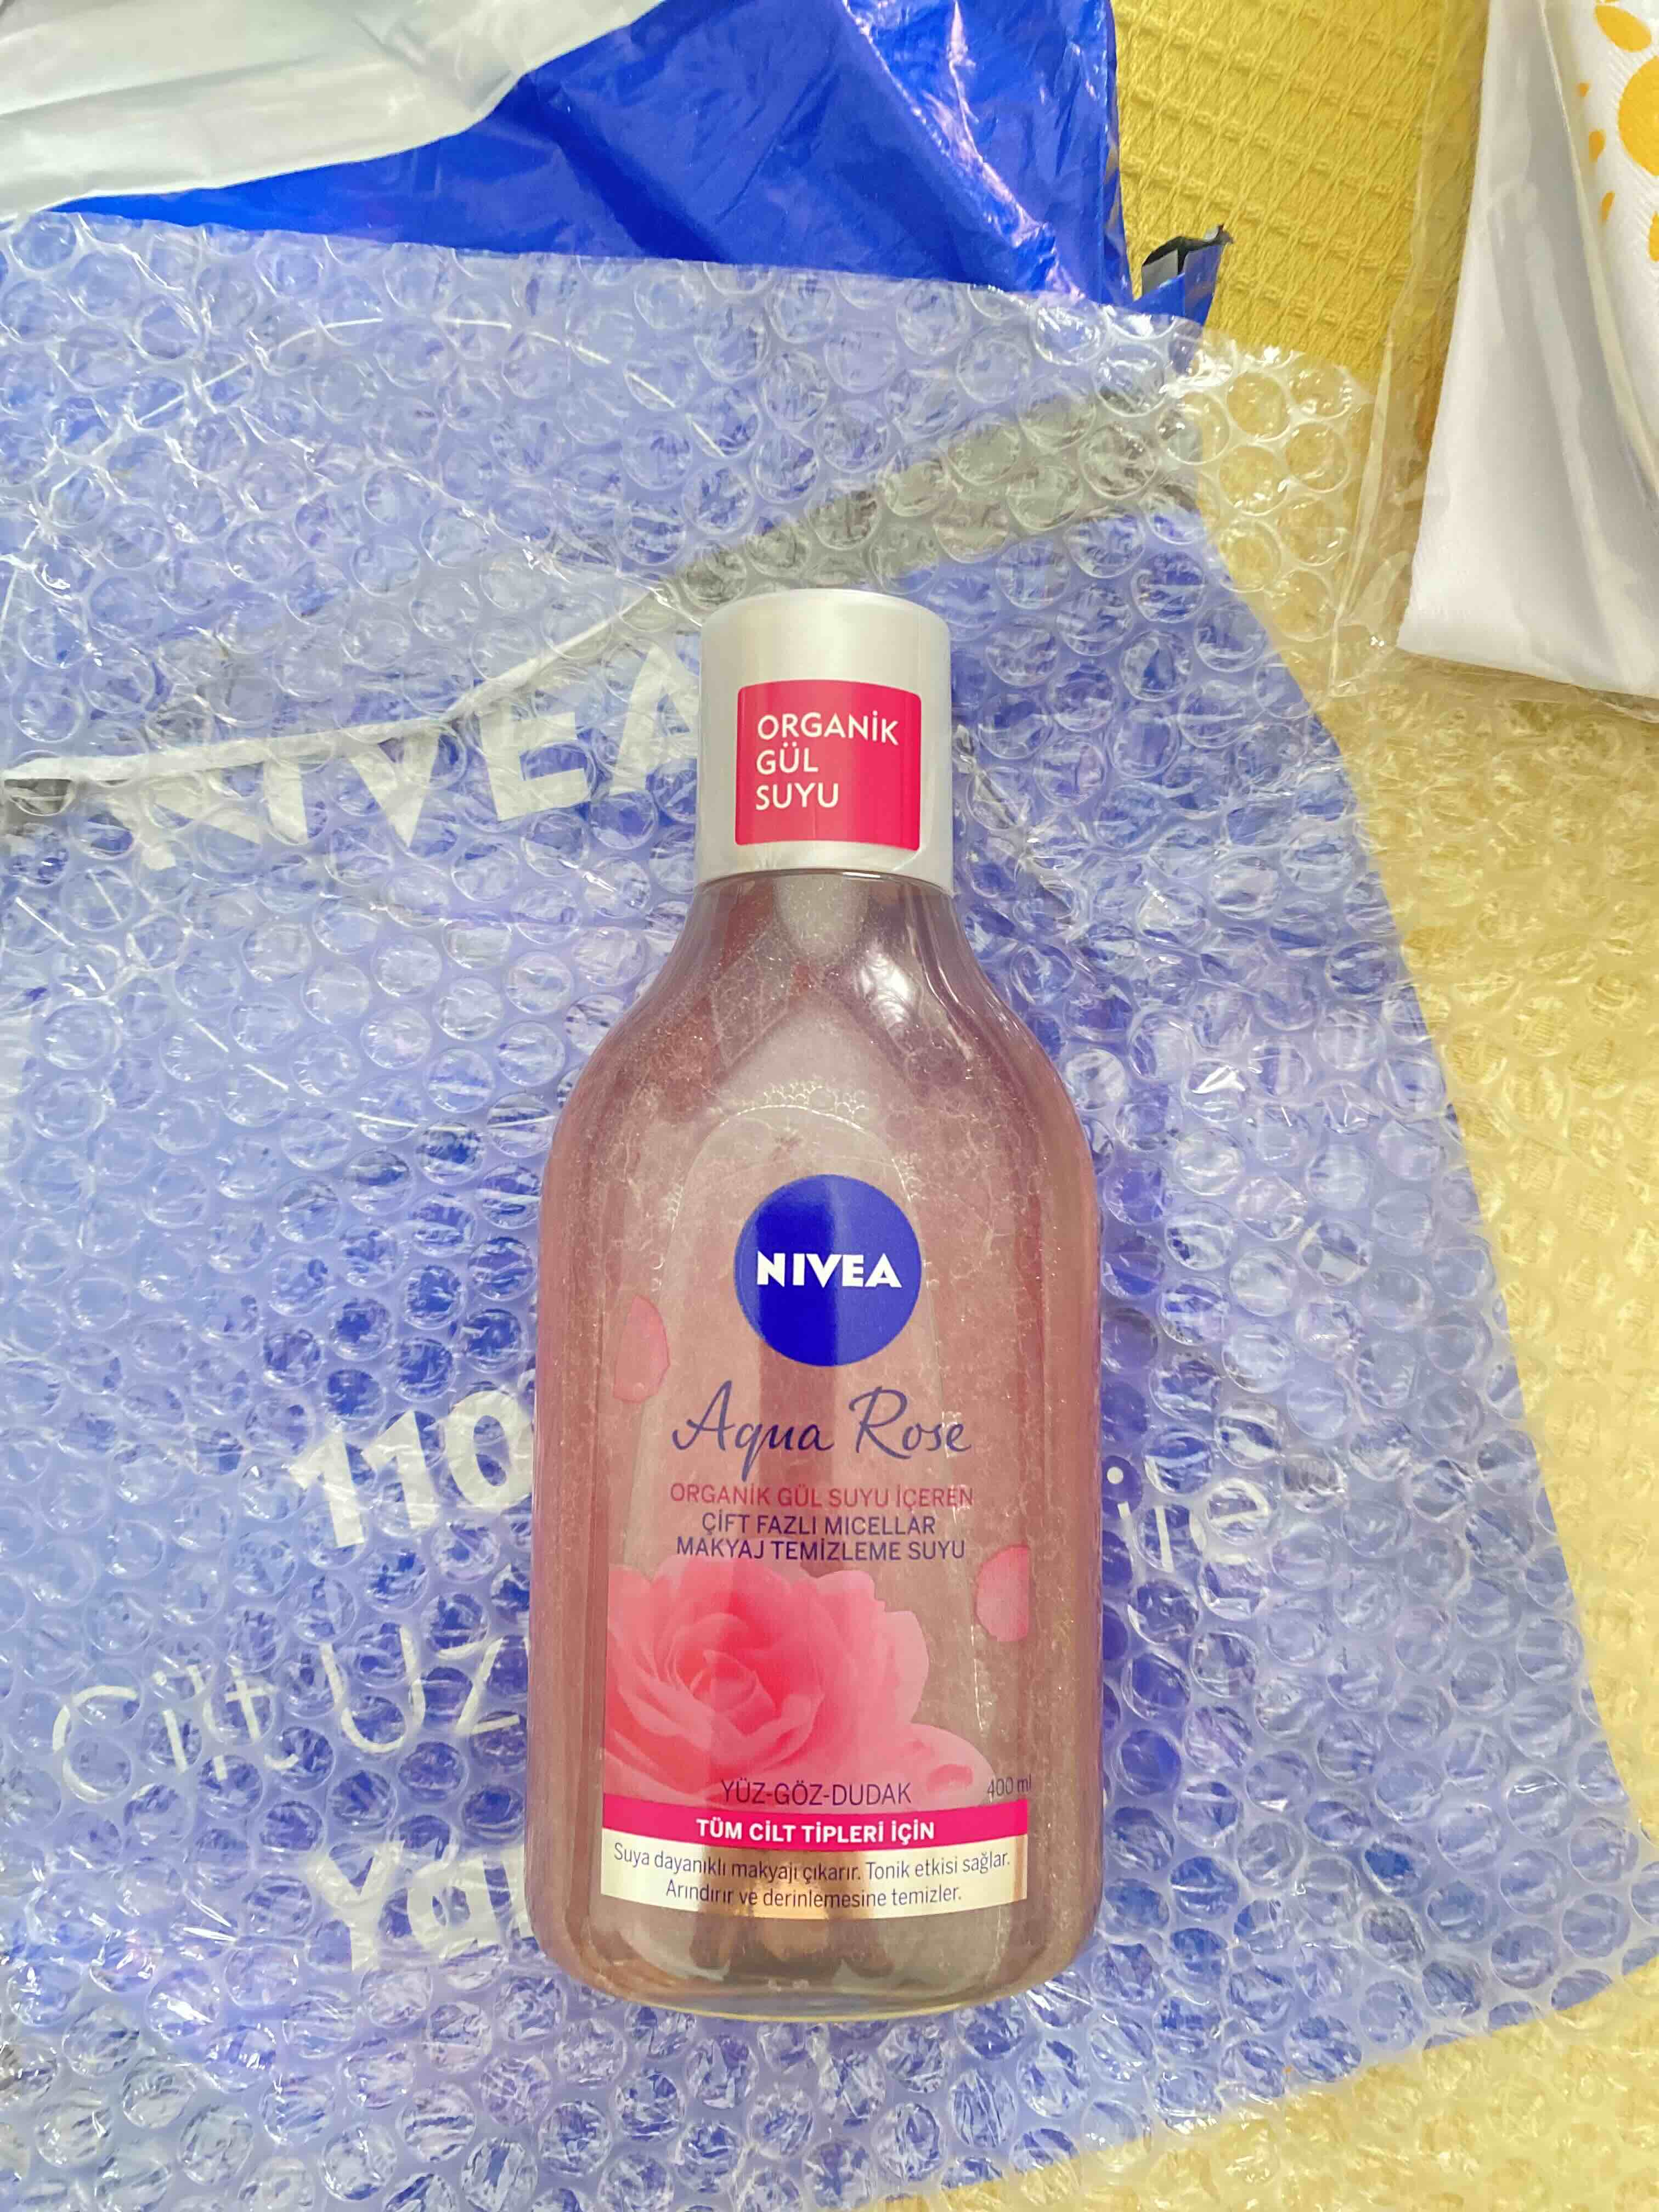 NIVEA
ORGANİK
GÜL
SUYU
NIVEA
Aqua Rose
ORGANİK GÜL SUYU İÇEREN
ÇİFT FAZLI MICELLAR
MAKYAJ TEMİZLEME SUYU
110
Cilt
YÜZ-GÖZ-DUDAK
400 ml
TÜM CİLT TİPLERİ İÇİN
Suya dayanıklı makyajı çıkarır. Tonik etkisi sağlar.
Arındırır ve derinlemesine temizler.